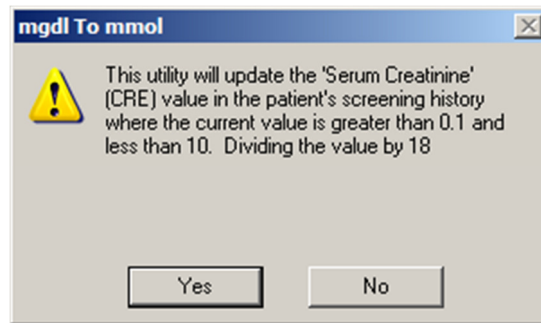 mgdl To mmol
This utility will update the 'Serum Creatinine'
(CRE) value in the patient's screening history
where the current value is greater than 0.1 and
less than 10.  Dividing the value by 18
Yes
No